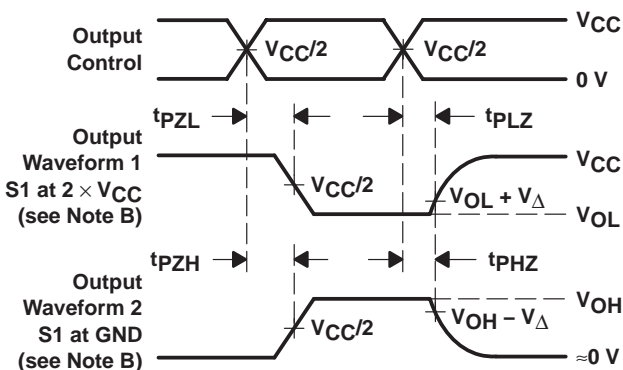 Output
Control
VCC/2
VCC/2
VCC
0 V
tPZL
tPLZ
Output
Waveform 1
S1 at 2 × VCC
(see Note B)
VCC/2
VCC
VOL + VΔ
VOL
tPZH
tPHZ
Output
Waveform 2
S1 at GND
(see Note B)
VCC/2
VOH
VOH − VΔ
≈0 V